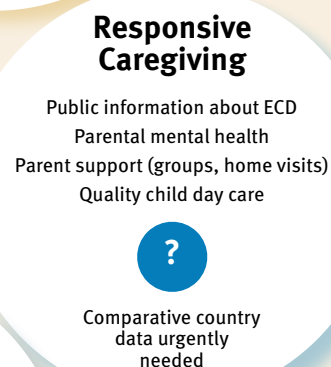 Responsive
Caregiving
Public information about ECD
Parental mental health
Parent support (groups, home visits)
Quality child day care
?
Comparative country
data urgently
needed